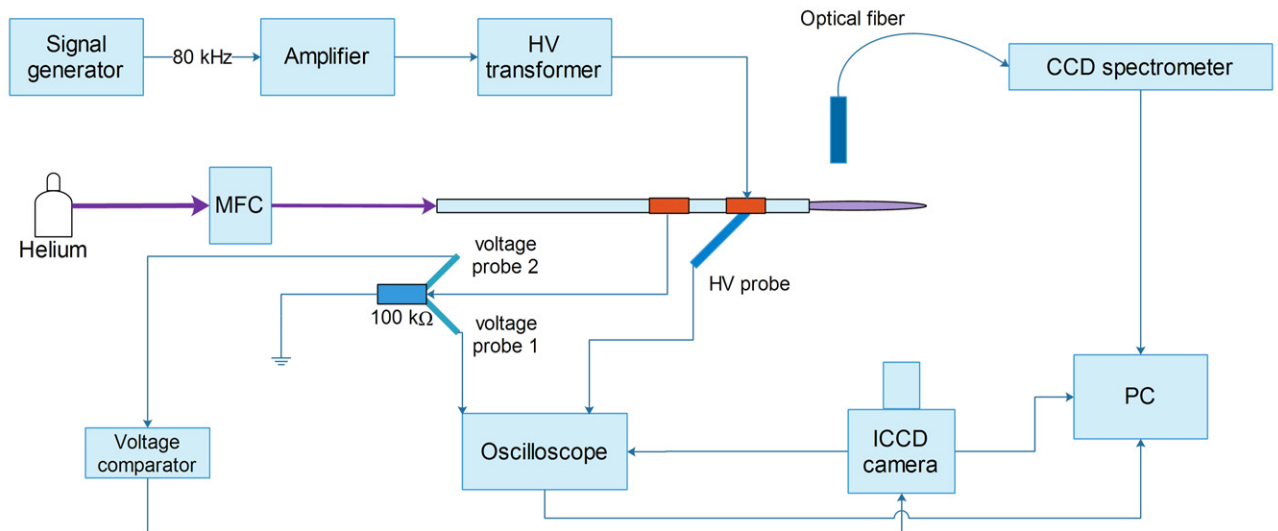 Signal
generator
80 kHz
Amplifier
HV
transformer
Optical fiber
CCD spectrometer
Helium
MFC
voltage
probe 2
HV probe
100 kΩ
voltage
probe 1
Voltage
comparator
Oscilloscope
ICCD
camera
PC